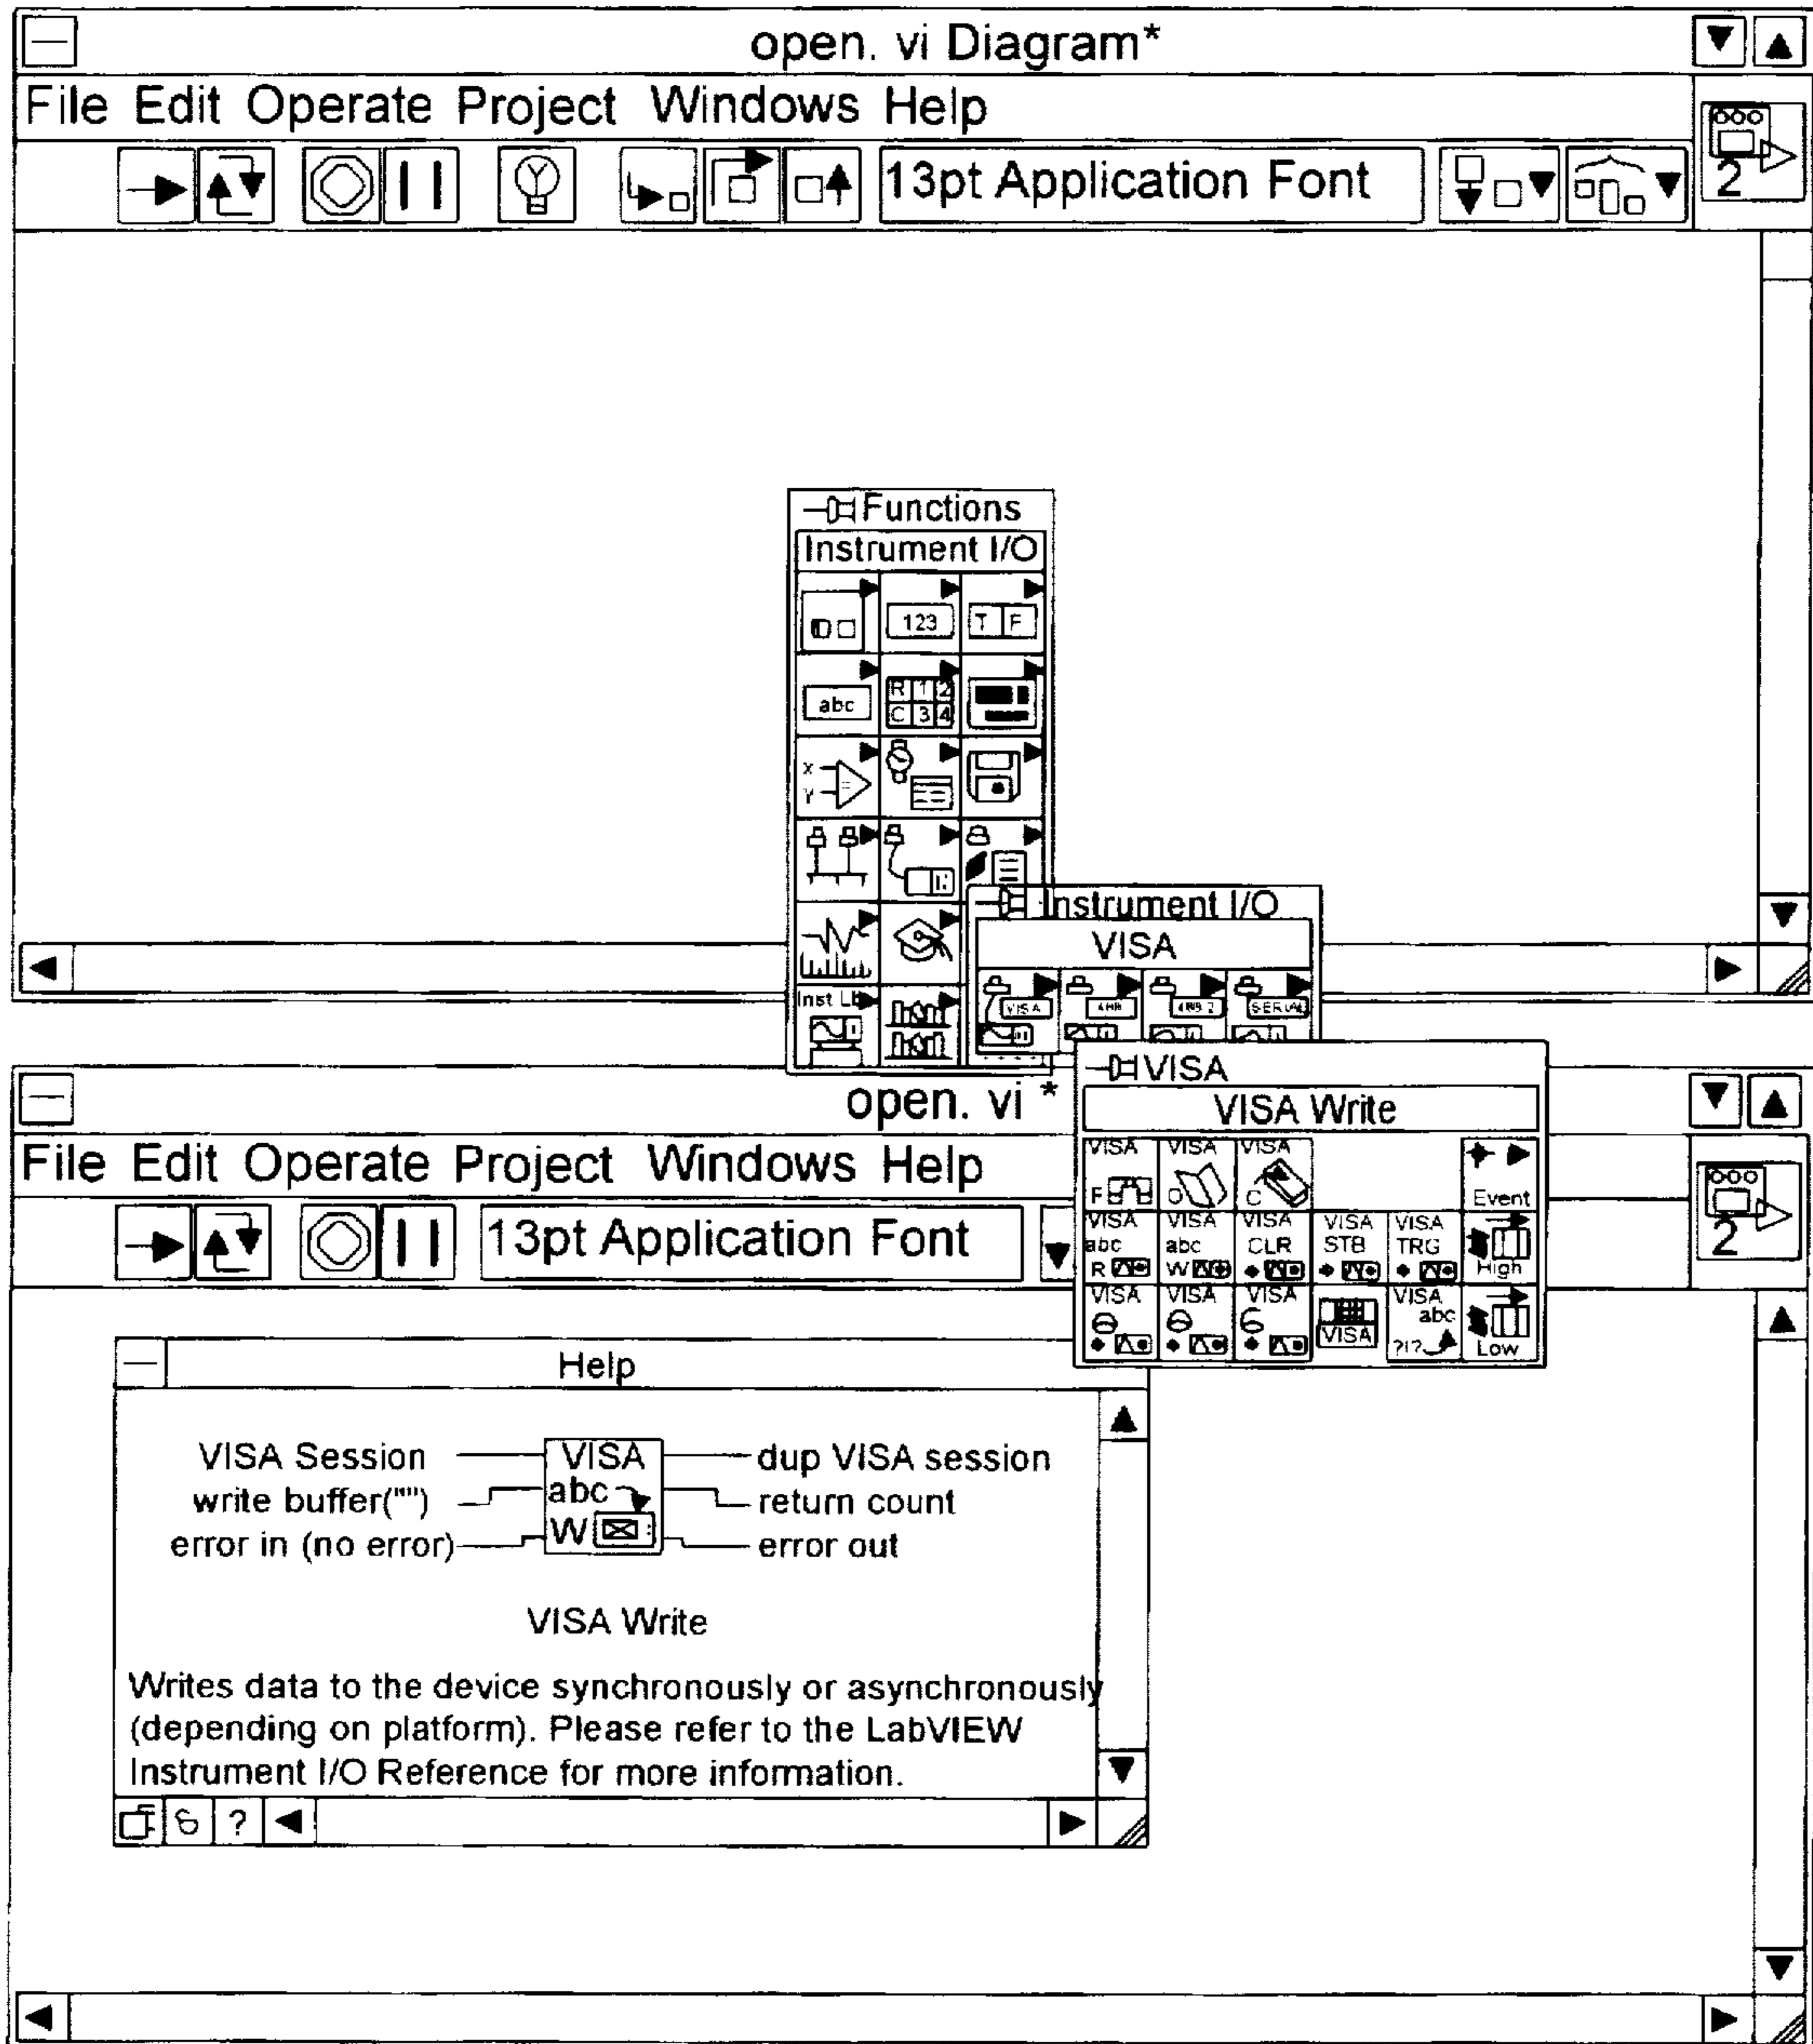 open. vi Diagram*
File Edit Operate Project Windows Help
13pt Application Font
2
Functions
Instrument I/O
123
T F
abc
R 1 2
C 3 4
X
Y
Instrument I/O
VISA
Inst Lb
VISA 488 488.2 SERIAL
VISA
VISA Write
open. vi *
File Edit Operate Project Windows Help
13pt Application Font
2
VISA VISA VISA
F O C Event
VISA VISA VISA VISA VISA
abc abc CLR STB TRG
R W High
VISA VISA VISA VISA
abc
VISA ?!? Low
Help
VISA Session VISA dup VISA session
write buffer("") abc return count
error in (no error) W error out
VISA Write
Writes data to the device synchronously or asynchronously
(depending on platform). Please refer to the LabVIEW
Instrument I/O Reference for more information.
?